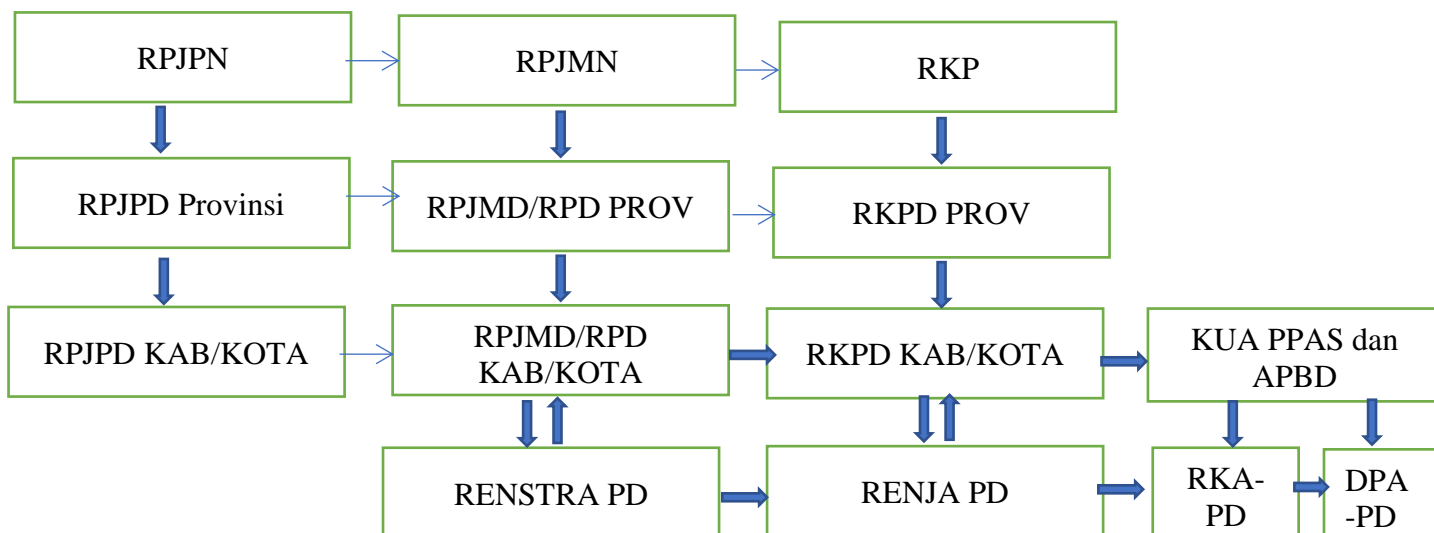 RPJPN
RPJMN
RKP
RPJPD Provinsi
RPJMD/RPD PROV
RKPD PROV
RPJPD KAB/KOTA
RPJMD/RPD
KAB/KOTA
RKPD KAB/KOTA
KUA PPAS dan
APBD
RENSTRA PD
RENJA PD
RKA-
PD
DPA
-PD